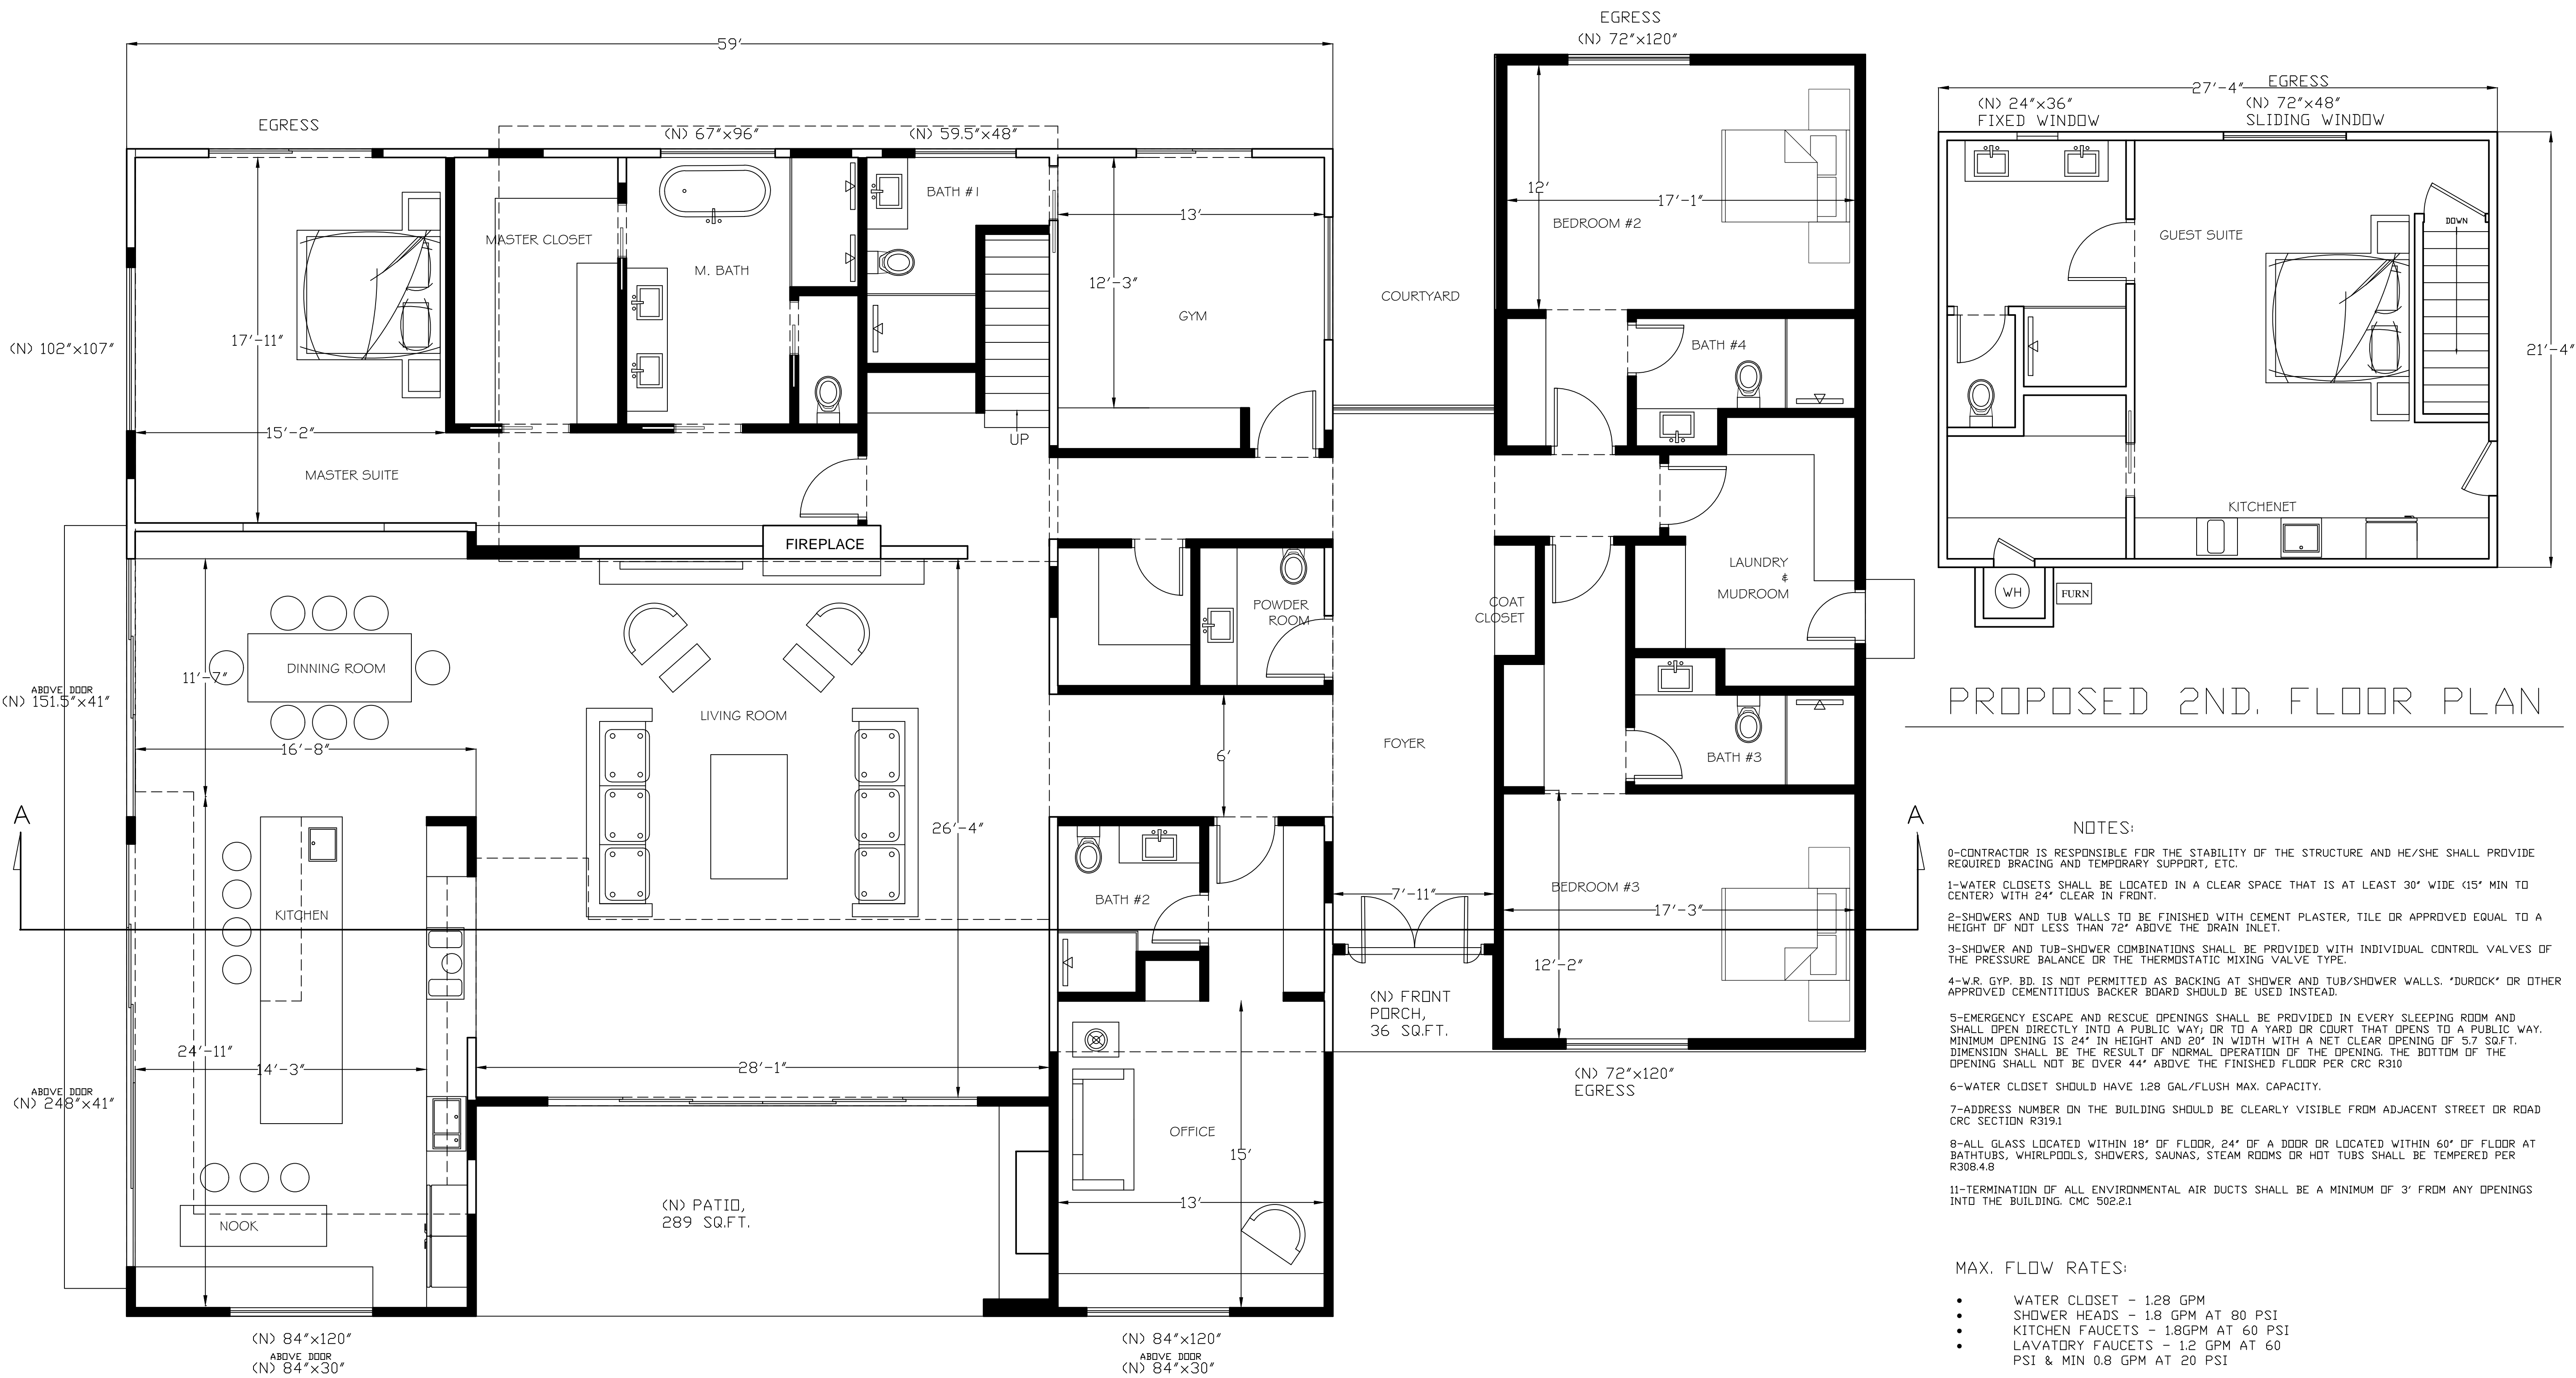 EGRESS
(N) 72"x120"
59'
EGRESS
(N) 67"x96"
(N) 59.5"x48"
27'-4"
EGRESS
(N) 24"x36"
FIXED WINDOW
(N) 72"x48"
SLIDING WINDOW
BATH #1
12'
17'-1"
13'
BEDROOM #2
DOWN
GUEST SUITE
MASTER CLOSET
M. BATH
12'-3"
COURTYARD
GYM
17'-11"
(N) 102"x107"
BATH #4
21'-4"
15'-2"
UP
MASTER SUITE
KITCHENET
FIREPLACE
LAUNDRY
&
MUDROOM
WH
FURN
POWDER
ROOM
COAT
CLOSET
DINNING ROOM
11'-7"
ABOVE DOOR
(N) 151.5"x41"
PROPOSED 2ND. FLOOR PLAN
LIVING ROOM
16'-8"
6'
FOYER
BATH #3
A
A
26'-4"
NOTES:
0-CONTRACTOR IS RESPONSIBLE FOR THE STABILITY OF THE STRUCTURE AND HE/SHE SHALL PROVIDE
REQUIRED BRACING AND TEMPORARY SUPPORT, ETC.
1-WATER CLOSETS SHALL BE LOCATED IN A CLEAR SPACE THAT IS AT LEAST 30" WIDE (15" MIN TO
CENTER) WITH 24" CLEAR IN FRONT.
2-SHOWERS AND TUB WALLS TO BE FINISHED WITH CEMENT PLASTER, TILE OR APPROVED EQUAL TO A
HEIGHT OF NOT LESS THAN 72" ABOVE THE DRAIN INLET.
3-SHOWER AND TUB-SHOWER COMBINATIONS SHALL BE PROVIDED WITH INDIVIDUAL CONTROL VALVES OF
THE PRESSURE BALANCE OR THE THERMOSTATIC MIXING VALVE TYPE.
4-W.R. GYP. BD. IS NOT PERMITTED AS BACKING AT SHOWER AND TUB/SHOWER WALLS. "DUROCK" OR OTHER
APPROVED CEMENTITIOUS BACKER BOARD SHOULD BE USED INSTEAD.
5-EMERGENCY ESCAPE AND RESCUE OPENINGS SHALL BE PROVIDED IN EVERY SLEEPING ROOM AND
SHALL OPEN DIRECTLY INTO A PUBLIC WAY; OR TO A YARD OR COURT THAT OPENS TO A PUBLIC WAY.
MINIMUM OPENING IS 24" IN HEIGHT AND 20" IN WIDTH WITH A NET CLEAR OPENING OF 5.7 SQ.FT.
DIMENSION SHALL BE THE RESULT OF NORMAL OPERATION OF THE OPENING. THE BOTTOM OF THE
OPENING SHALL NOT BE OVER 44" ABOVE THE FINISHED FLOOR PER CRC R310
6-WATER CLOSET SHOULD HAVE 1.28 GAL/FLUSH MAX. CAPACITY.
7-ADDRESS NUMBER ON THE BUILDING SHOULD BE CLEARLY VISIBLE FROM ADJACENT STREET OR ROAD
CRC SECTION R319.1
8-ALL GLASS LOCATED WITHIN 18" OF FLOOR, 24" OF A DOOR OR LOCATED WITHIN 60" OF FLOOR AT
BATHTUBS, WHIRLPOOLS, SHOWERS, SAUNAS, STEAM ROOMS OR HOT TUBS SHALL BE TEMPERED PER
R308.4.8
11-TERMINATION OF ALL ENVIRONMENTAL AIR DUCTS SHALL BE A MINIMUM OF 3' FROM ANY OPENINGS
INTO THE BUILDING. CMC 502.2.1
BEDROOM #3
BATH #2
7'-11"
17'-3"
KITCHEN
12'-2"
(N) FRONT
PORCH,
36 SQ.FT.
24'-11"
14'-3"
28'-1"
(N) 72"x120"
EGRESS
ABOVE DOOR
(N) 248"x41"
OFFICE
15'
13'
(N) PATIO,
289 SQ.FT.
NOOK
MAX. FLOW RATES:
• WATER CLOSET - 1.28 GPM
• SHOWER HEADS - 1.8 GPM AT 80 PSI
• KITCHEN FAUCETS - 1.8GPM AT 60 PSI
• LAVATORY FAUCETS - 1.2 GPM AT 60
PSI & MIN 0.8 GPM AT 20 PSI
(N) 84"x120"
ABOVE DOOR
(N) 84"x30"
(N) 84"x120"
ABOVE DOOR
(N) 84"x30"